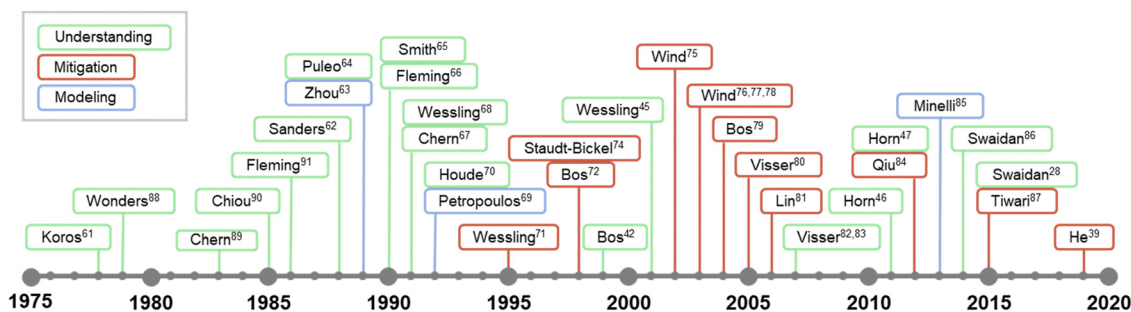 Understanding
Mitigation
Modeling
Koros61
Wonders88
Chern89
Chiou90
Fleming91
Sanders62
Puleo64
Zhou63
Smith65
Fleming66
Wessling68
Chern67
Houde70
Petropoulos69
Wessling71
Staudt-Bickel74
Bos72
Bos42
Wessling45
Wind75
Wind76,77,78
Bos79
Visser80
Lin81
Visser82,83
Horn46
Horn47
Qiu84
Minelli85
Swaidan86
Swaidan28
Tiwari87
He39
1975 1980 1985 1990 1995 2000 2005 2010 2015 2020